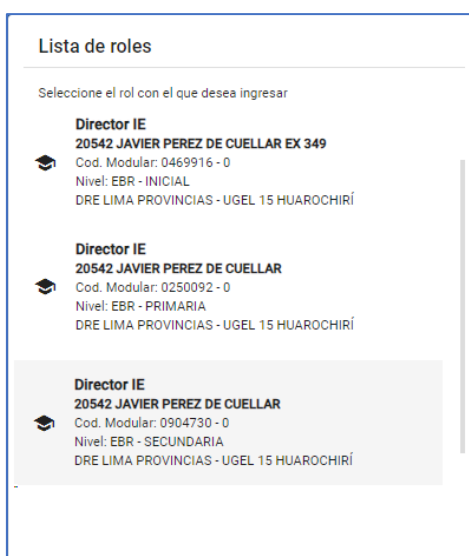 Lista de roles
Seleccione el rol con el que desea ingresar
Director IE
20542 JAVIER PEREZ DE CUELLAR EX 349
Cod. Modular: 0469916 - 0
Nivel: EBR - INICIAL
DRE LIMA PROVINCIAS - UGEL 15 HUAROCHIRÍ
Director IE
20542 JAVIER PEREZ DE CUELLAR
Cod. Modular: 0250092 - 0
Nivel: EBR - PRIMARIA
DRE LIMA PROVINCIAS - UGEL 15 HUAROCHIRÍ
Director IE
20542 JAVIER PEREZ DE CUELLAR
Cod. Modular: 0904730 - 0
Nivel: EBR - SECUNDARIA
DRE LIMA PROVINCIAS - UGEL 15 HUAROCHIRÍ